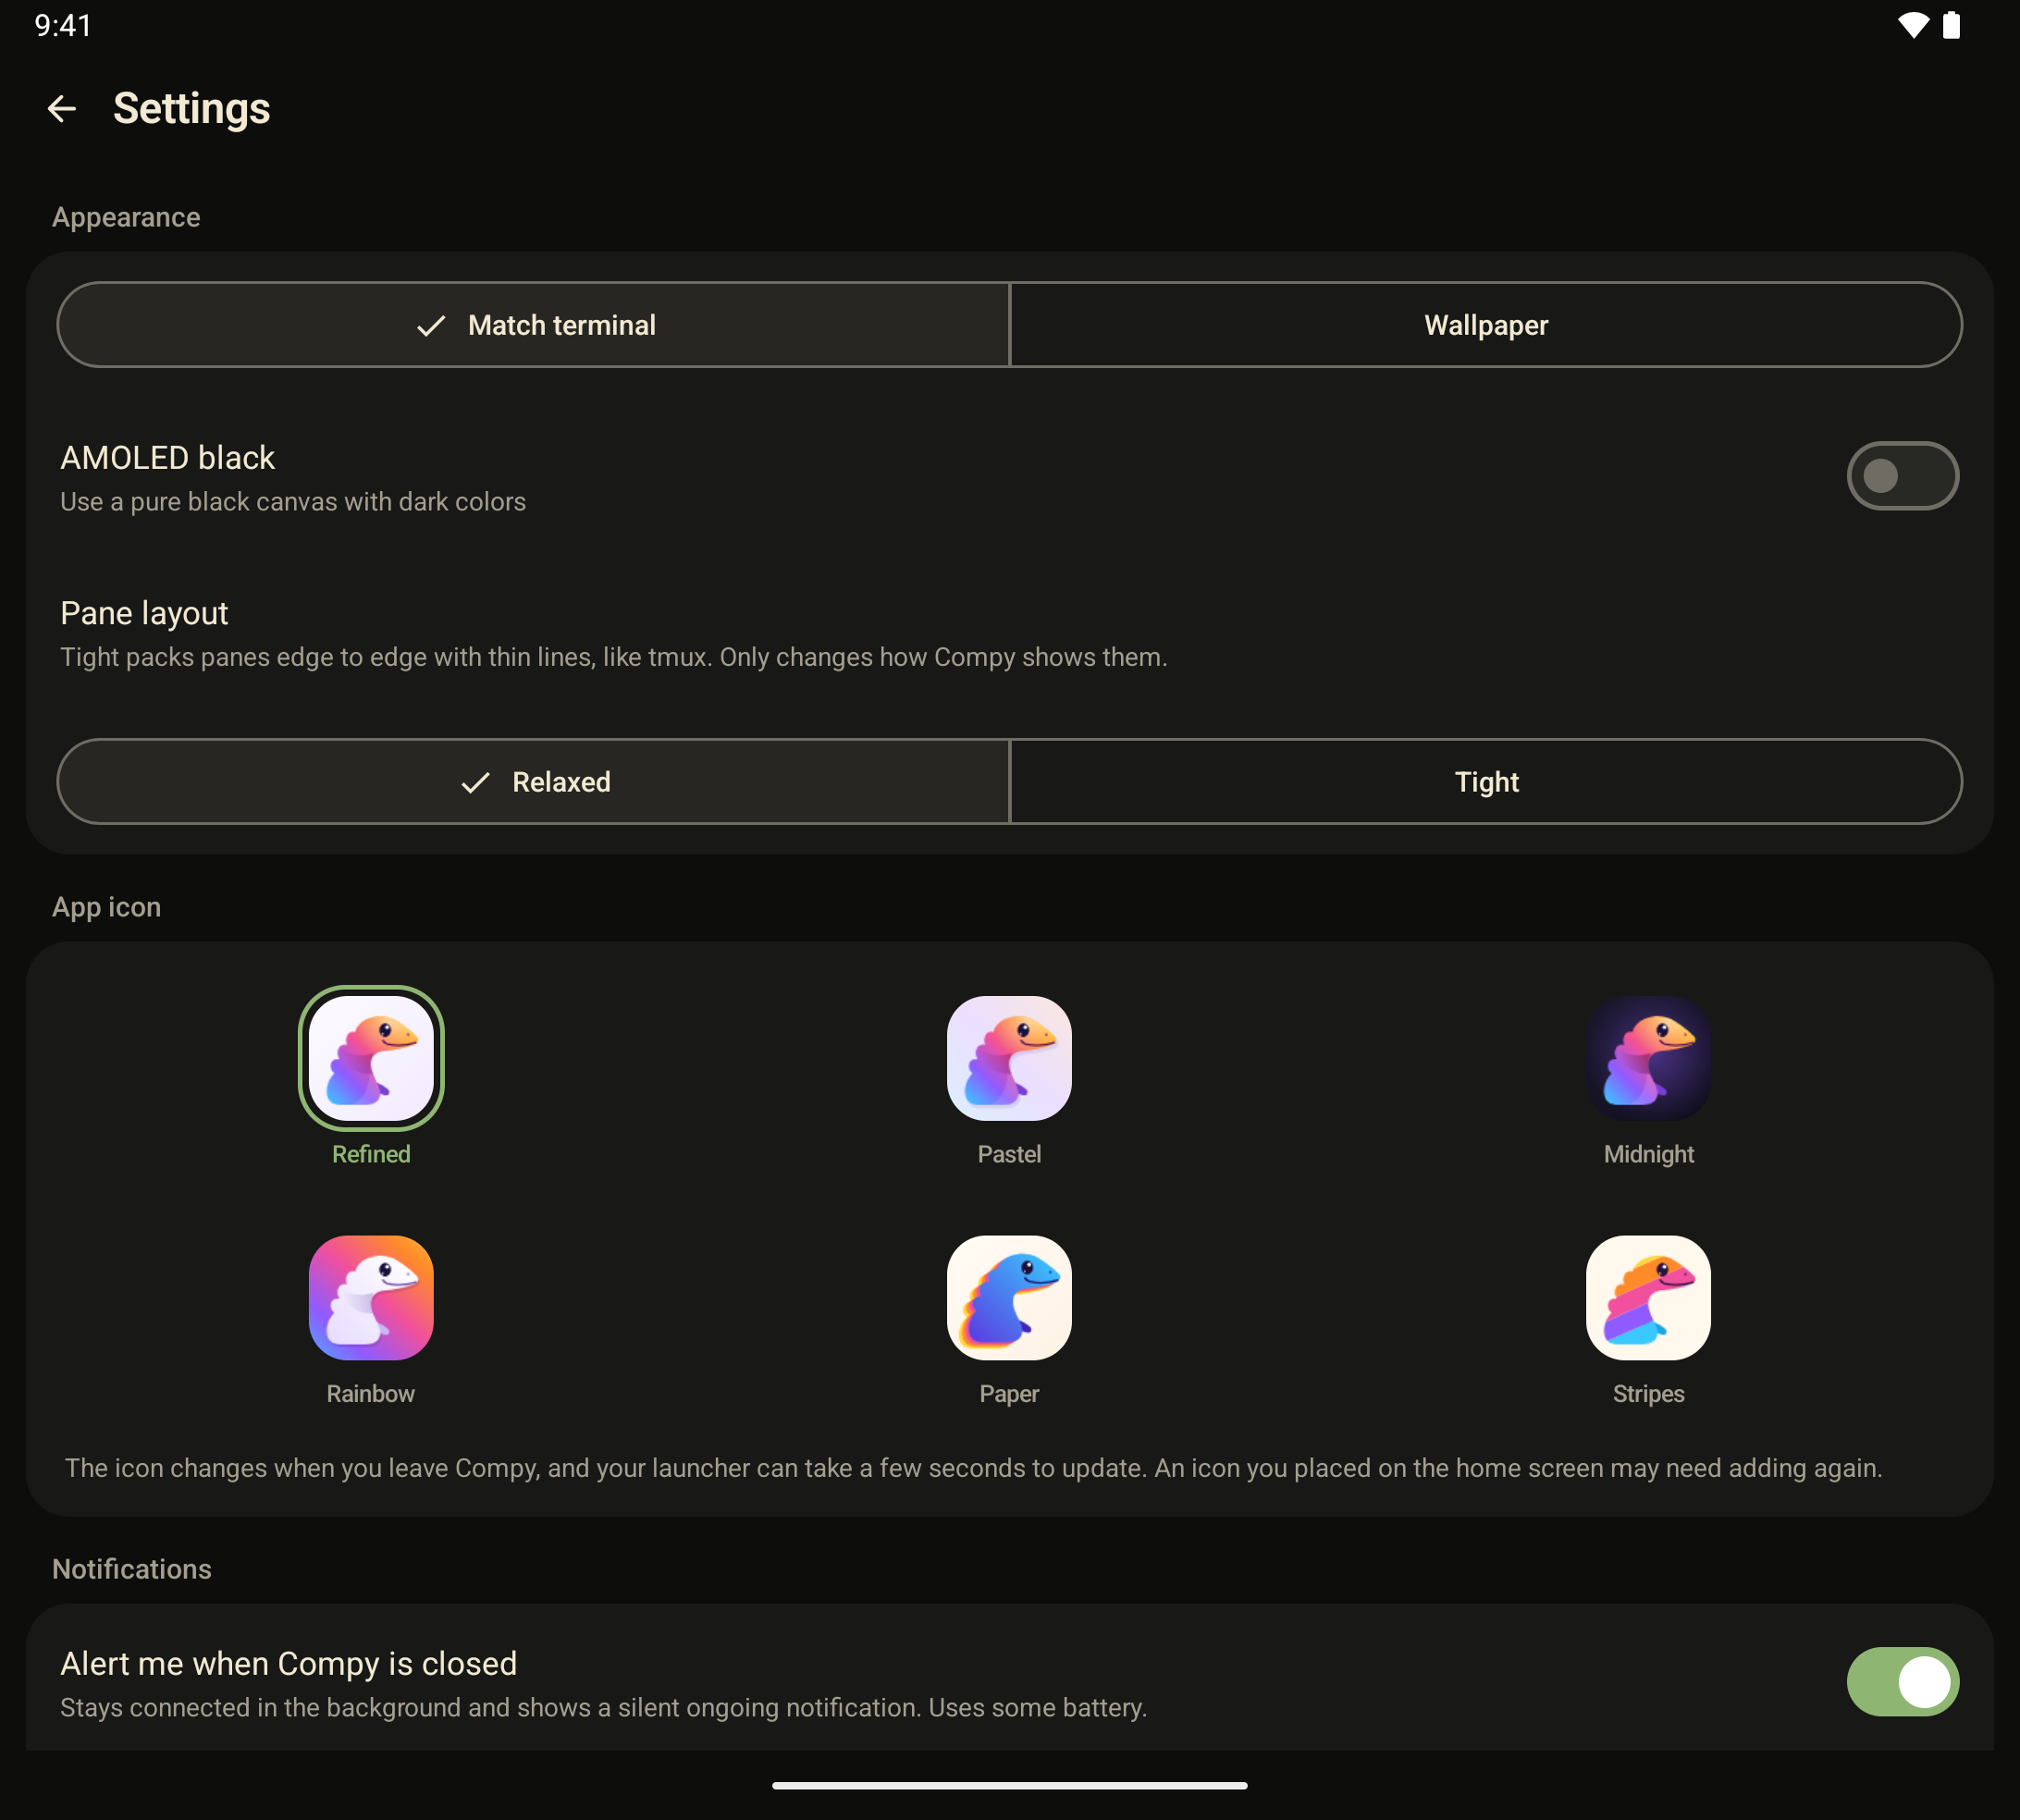 9:41
Settings
Appearance
Match terminal
Wallpaper
AMOLED black
Use a pure black canvas with dark colors
Pane layout
Tight packs panes edge to edge with thin lines, like tmux. Only changes how Compy shows them.
Relaxed
Tight
App icon
Refined
Pastel
Midnight
Rainbow
Paper
Stripes
The icon changes when you leave Compy, and your launcher can take a few seconds to update. An icon you placed on the home screen may need adding again.
Notifications
Alert me when Compy is closed
Stays connected in the background and shows a silent ongoing notification. Uses some battery.